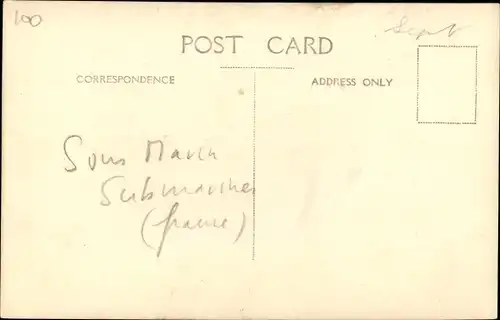 100
Sept
POST CARD
CORRESPONDENCE
ADDRESS ONLY
Sous Marin
Submarine
(france)